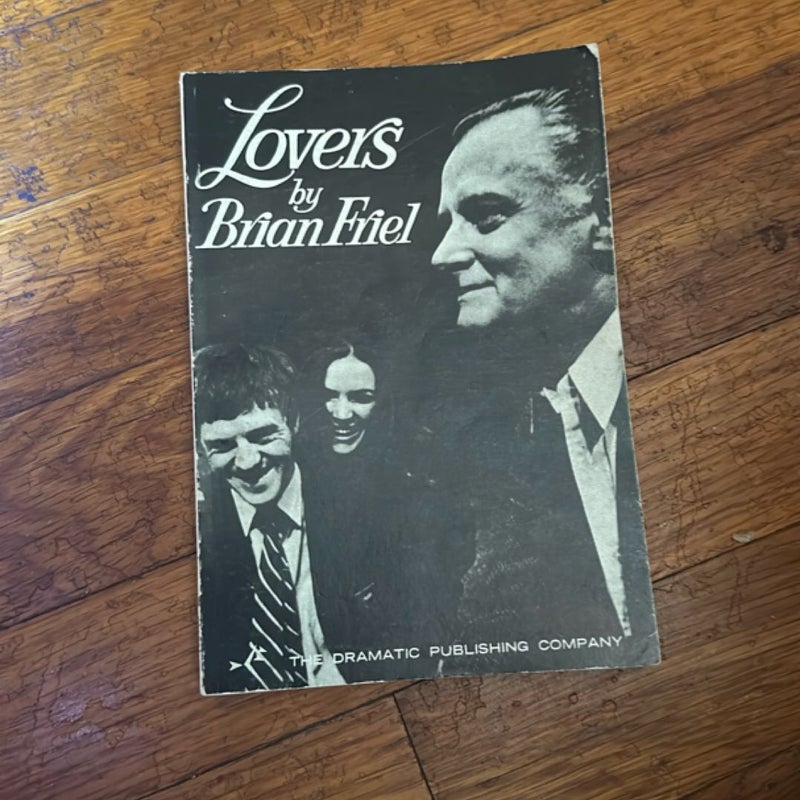 Lovers
by
Brian Friel
THE DRAMATIC PUBLISHING COMPANY